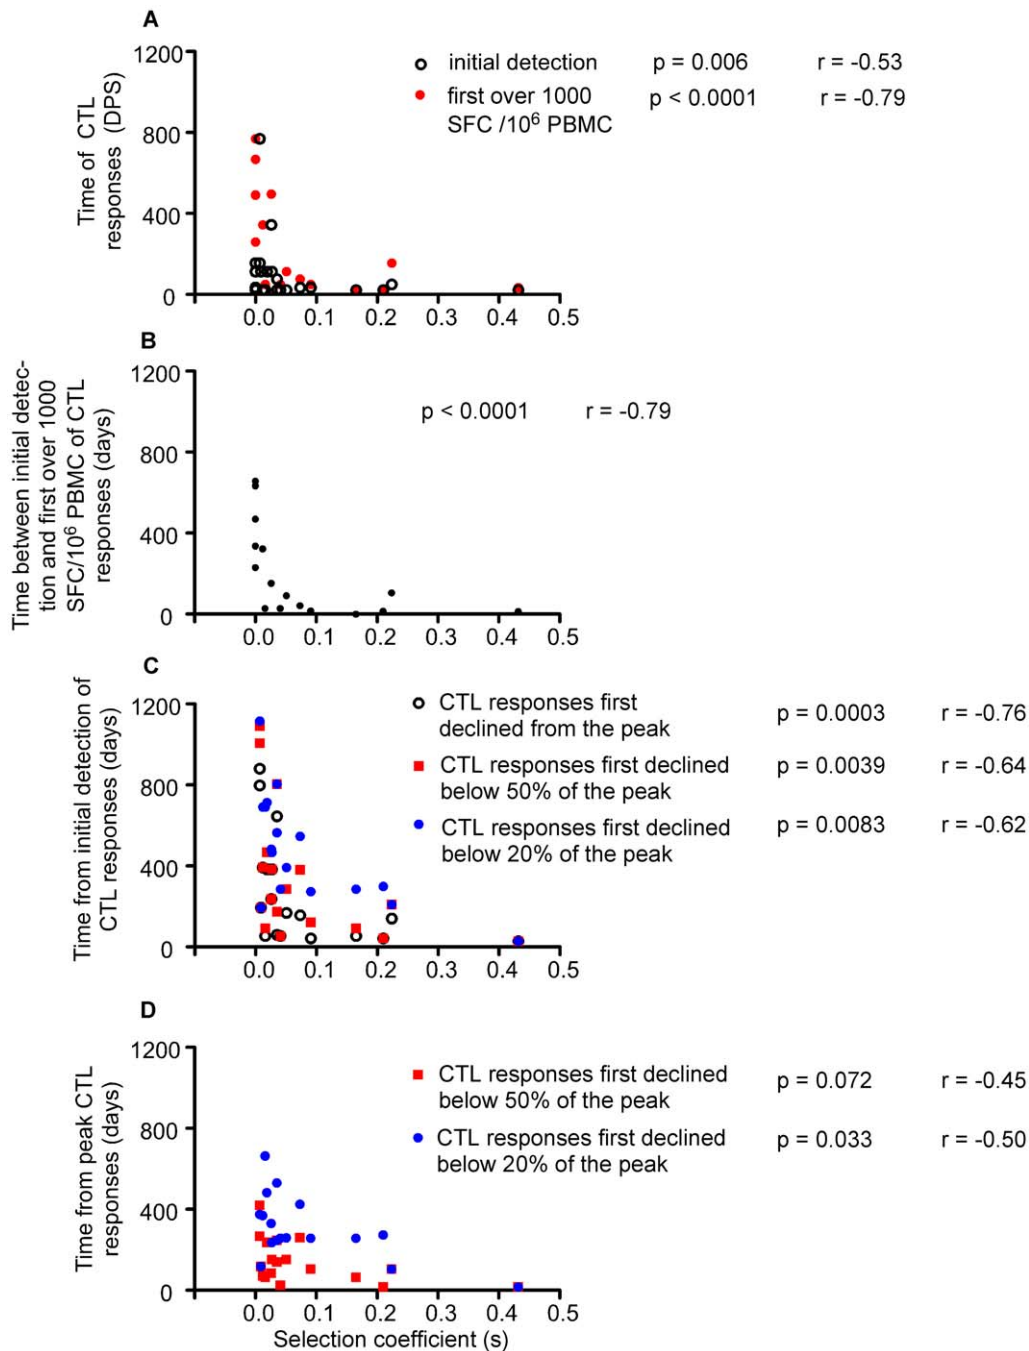 A
1200
800
400
0
0.0 0.1 0.2 0.3 0.4 0.5
Time of CTL
responses (DPS)
initial detection p = 0.006 r = -0.53
first over 1000 p < 0.0001 r = -0.79
SFC /10⁶ PBMC
B
1200
800
400
0
0.0 0.1 0.2 0.3 0.4 0.5
Time between initial detec-
tion and first over 1000
SFC/10⁶ PBMC of CTL
responses (days)
p < 0.0001 r = -0.79
C
1200
800
400
0
0.0 0.1 0.2 0.3 0.4 0.5
Time from initial detection of
CTL responses (days)
CTL responses first
declined from the peak p = 0.0003 r = -0.76
CTL responses first declined
below 50% of the peak p = 0.0039 r = -0.64
CTL responses first declined
below 20% of the peak p = 0.0083 r = -0.62
D
1200
800
400
0
0.0 0.1 0.2 0.3 0.4 0.5
Time from peak CTL
responses (days)
CTL responses first declined
below 50% of the peak p = 0.072 r = -0.45
CTL responses first declined
below 20% of the peak p = 0.033 r = -0.50
Selection coefficient (s)